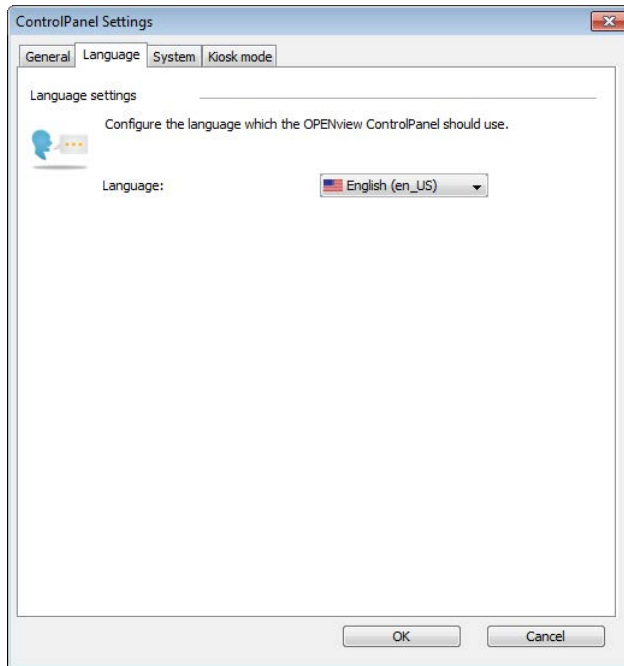 ControlPanel Settings
General Language System Kiosk mode
Language settings
Configure the language which the OPENview ControlPanel should use.
Language: English (en_US)
OK Cancel